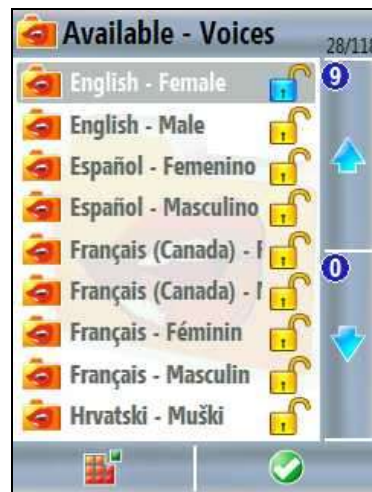 Available - Voices
28/118
English - Female
9
English - Male
Español - Femenino
Español - Masculino
Français (Canada) -
0
Français (Canada) -
Français - Féminin
Français - Masculin
Hrvatski - Muški